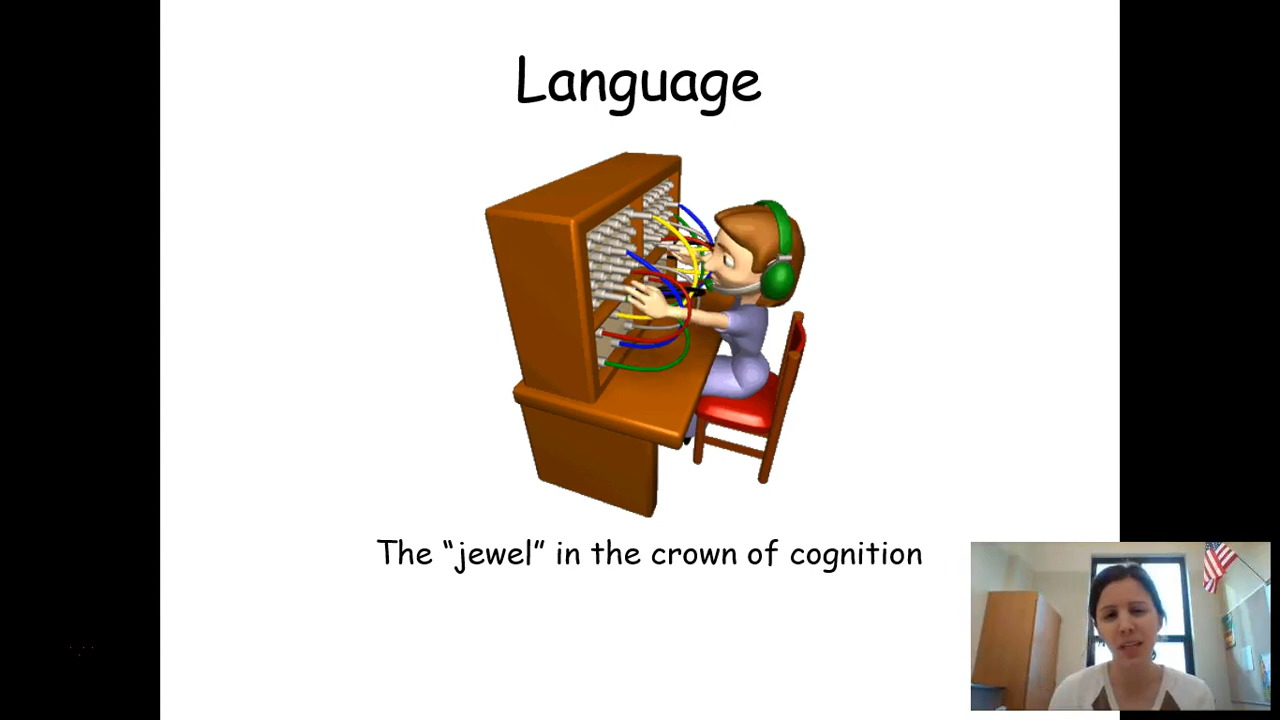 Language
The “jewel” in the crown of cognition